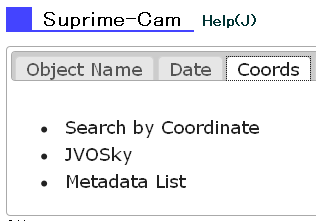 Suprime-Cam Help(J)
Object Name Date Coords
• Search by Coordinate
• JVOSky
• Metadata List